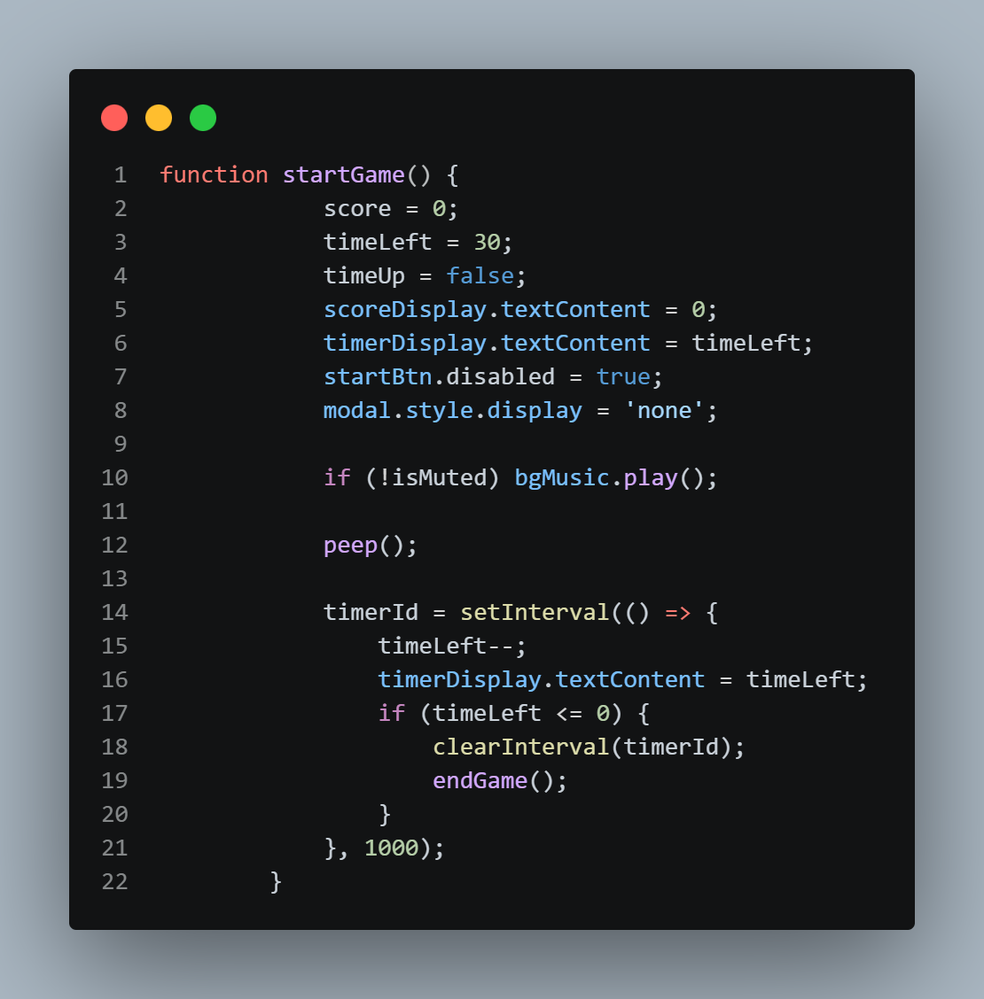 1 function startGame() {
2             score = 0;
3             timeLeft = 30;
4             timeUp = false;
5             scoreDisplay.textContent = 0;
6             timerDisplay.textContent = timeLeft;
7             startBtn.disabled = true;
8             modal.style.display = 'none';
9
10             if (!isMuted) bgMusic.play();
11
12             peep();
13
14             timerId = setInterval(() => {
15                 timeLeft--;
16                 timerDisplay.textContent = timeLeft;
17                 if (timeLeft <= 0) {
18                     clearInterval(timerId);
19                     endGame();
20                 }
21             }, 1000);
22         }